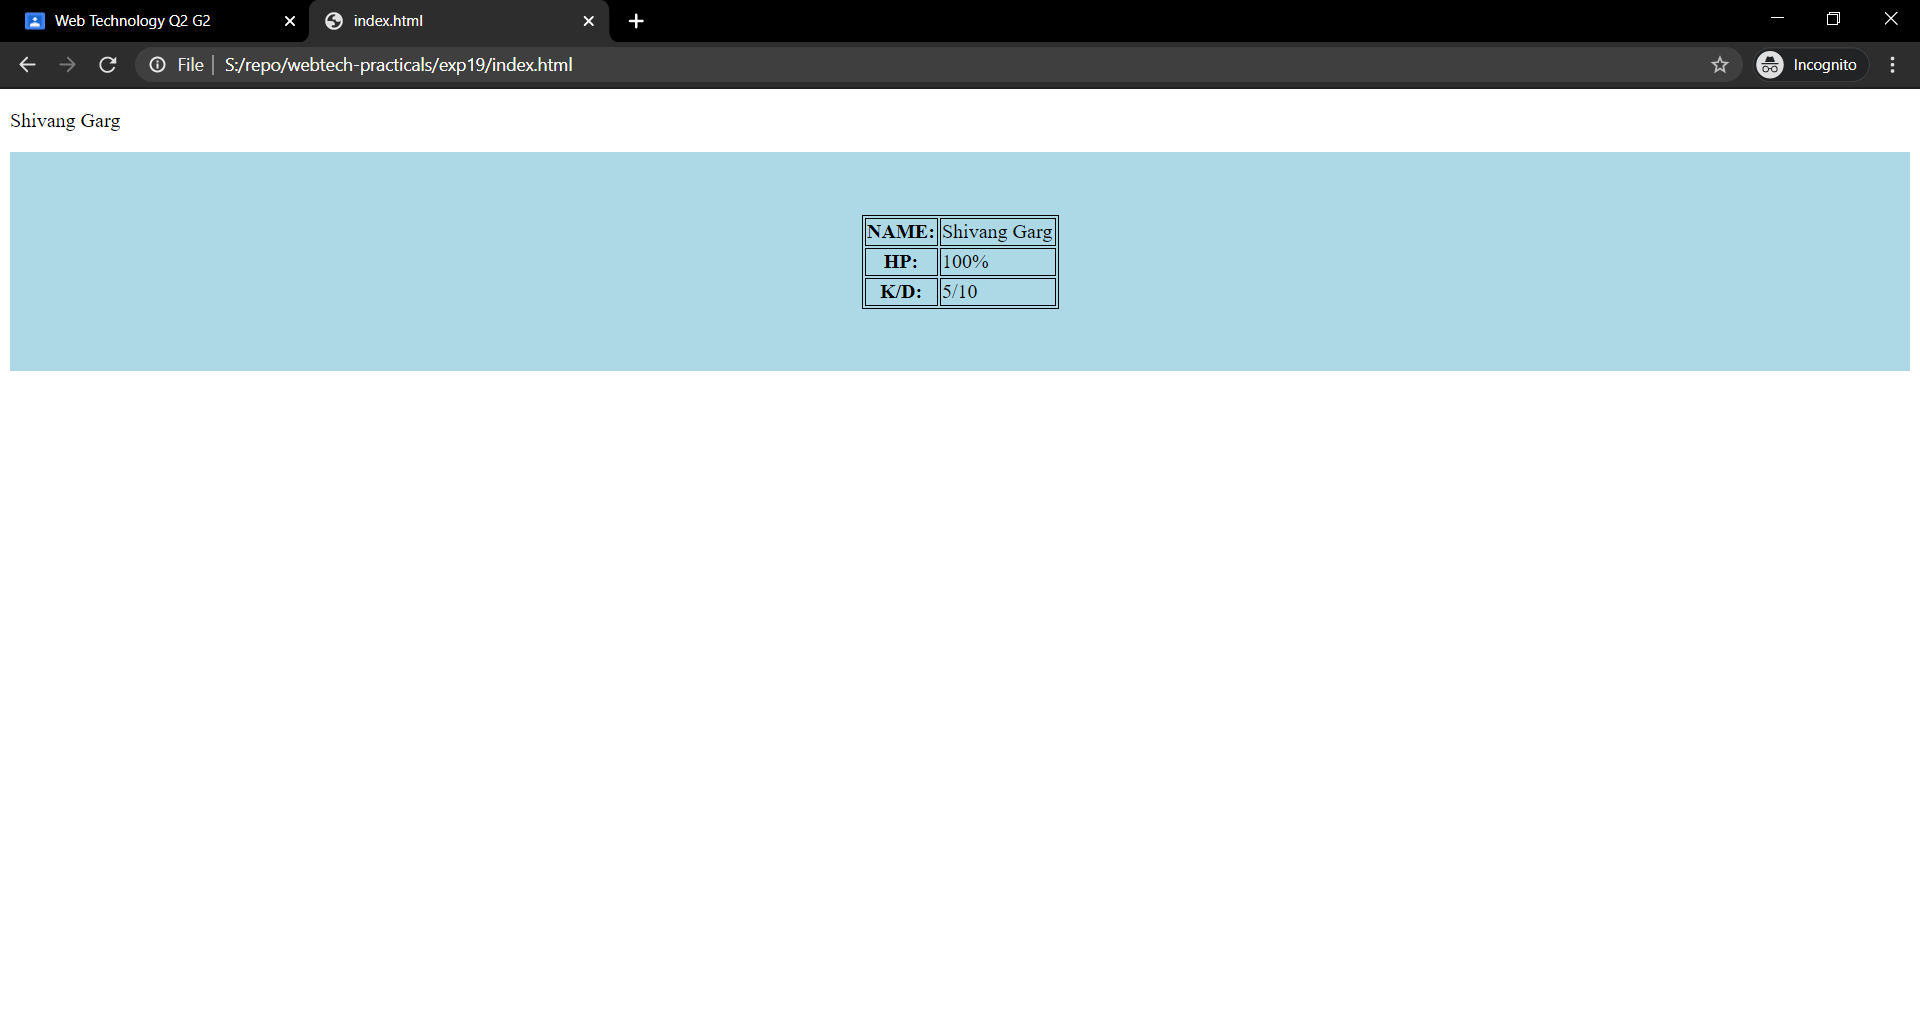 Web Technology Q2 G2
index.html
File | S:/repo/webtech-practicals/exp19/index.html
Incognito
Shivang Garg
NAME: Shivang Garg
HP: 100%
K/D: 5/10